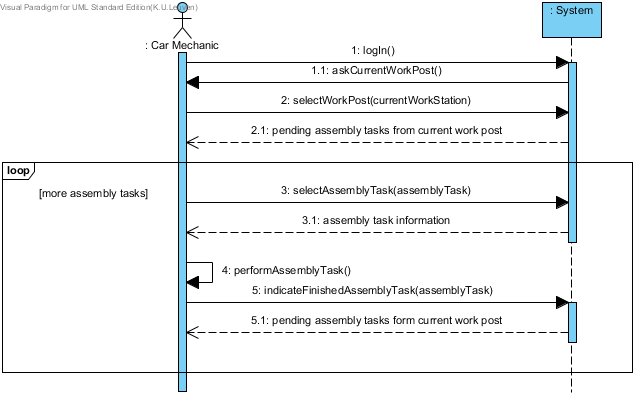 Visual Paradigm for UML Standard Edition(K.U.Leuven)
: Car Mechanic
: System
1: logIn()
1.1: askCurrentWorkPost()
2: selectWorkPost(currentWorkStation)
2.1: pending assembly tasks from current work post
loop
[more assembly tasks]
3: selectAssemblyTask(assemblyTask)
3.1: assembly task information
4: performAssemblyTask()
5: indicateFinishedAssemblyTask(assemblyTask)
5.1: pending assembly tasks form current work post